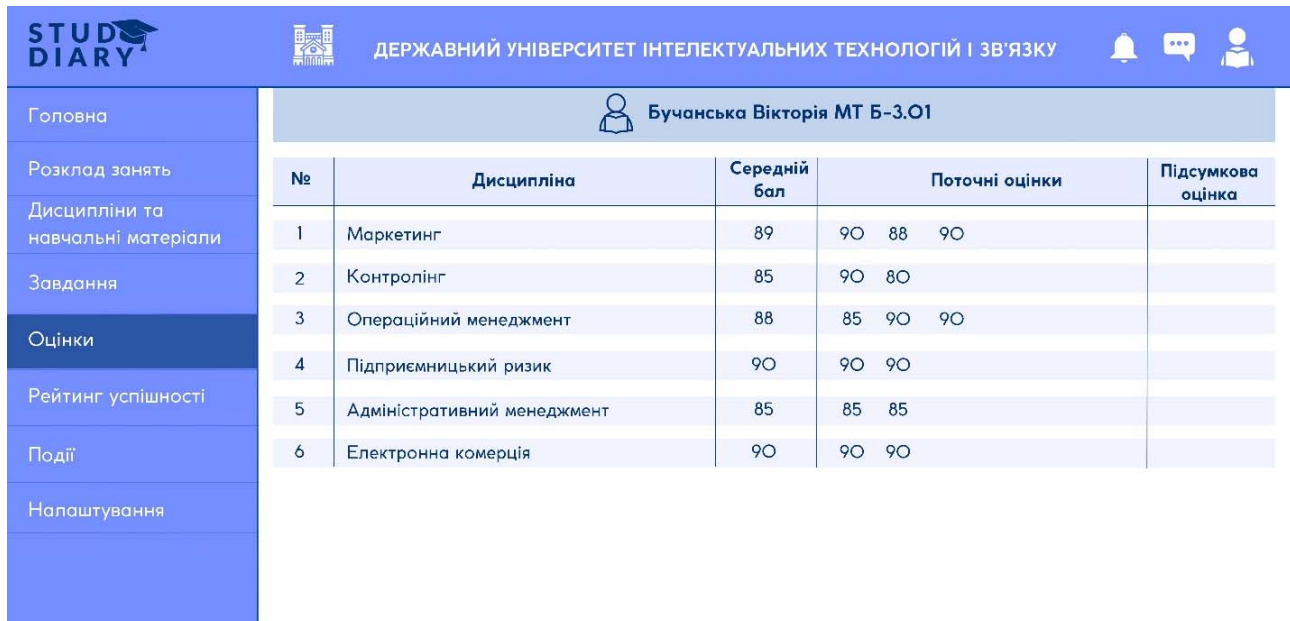 STUD
DIARY
ДЕРЖАВНИЙ УНІВЕРСИТЕТ ІНТЕЛЕКТУАЛЬНИХ ТЕХНОЛОГІЙ І ЗВ'ЯЗКУ
Головна
Розклад занять
Дисципліни та
навчальні матеріали
Завдання
Оцінки
Рейтинг успішності
Події
Налаштування
Бучанська Вікторія МТ Б-3.01
№ Дисципліна Середній бал Поточні оцінки Підсумкова оцінка
1 Маркетинг 89 90 88 90
2 Контролінг 85 90 80
3 Операційний менеджмент 88 85 90 90
4 Підприємницький ризик 90 90 90
5 Адміністративний менеджмент 85 85 85
6 Електронна комерція 90 90 90